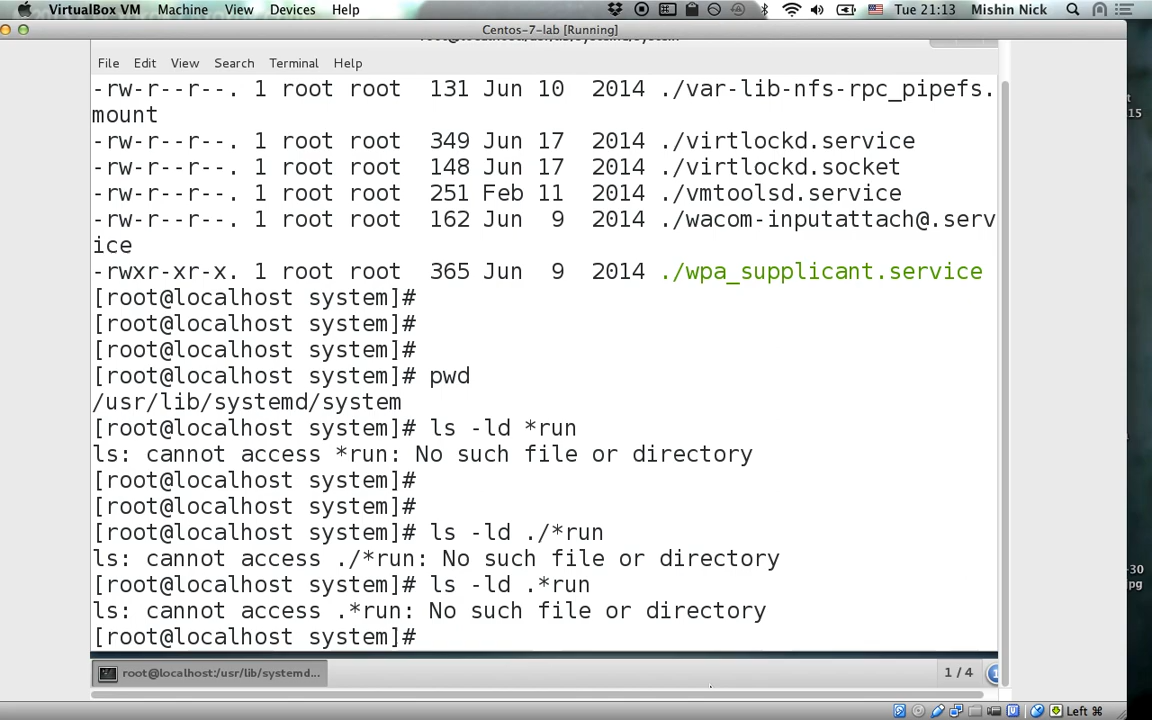 VirtualBox VM Machine View Devices Help Tue 21:13 Mishin Nick
Centos-7-lab [Running]
File Edit View Search Terminal Help
-rw-r--r--. 1 root root 131 Jun 10 2014 ./var-lib-nfs-rpc_pipefs.
mount
-rw-r--r--. 1 root root 349 Jun 17 2014 ./virtlockd.service
-rw-r--r--. 1 root root 148 Jun 17 2014 ./virtlockd.socket
-rw-r--r--. 1 root root 251 Feb 11 2014 ./vmtoolsd.service
-rw-r--r--. 1 root root 162 Jun 9 2014 ./wacom-inputattach@.serv
ice
-rwxr-xr-x. 1 root root 365 Jun 9 2014 ./wpa_supplicant.service
[root@localhost system]#
[root@localhost system]#
[root@localhost system]#
[root@localhost system]# pwd
/usr/lib/systemd/system
[root@localhost system]# ls -ld *run
ls: cannot access *run: No such file or directory
[root@localhost system]#
[root@localhost system]#
[root@localhost system]# ls -ld ./*run
ls: cannot access ./*run: No such file or directory
[root@localhost system]# ls -ld .*run
ls: cannot access .*run: No such file or directory
[root@localhost system]#
root@localhost:/usr/lib/systemd... 1 / 4
Left ⌘
t
15
-30
pg